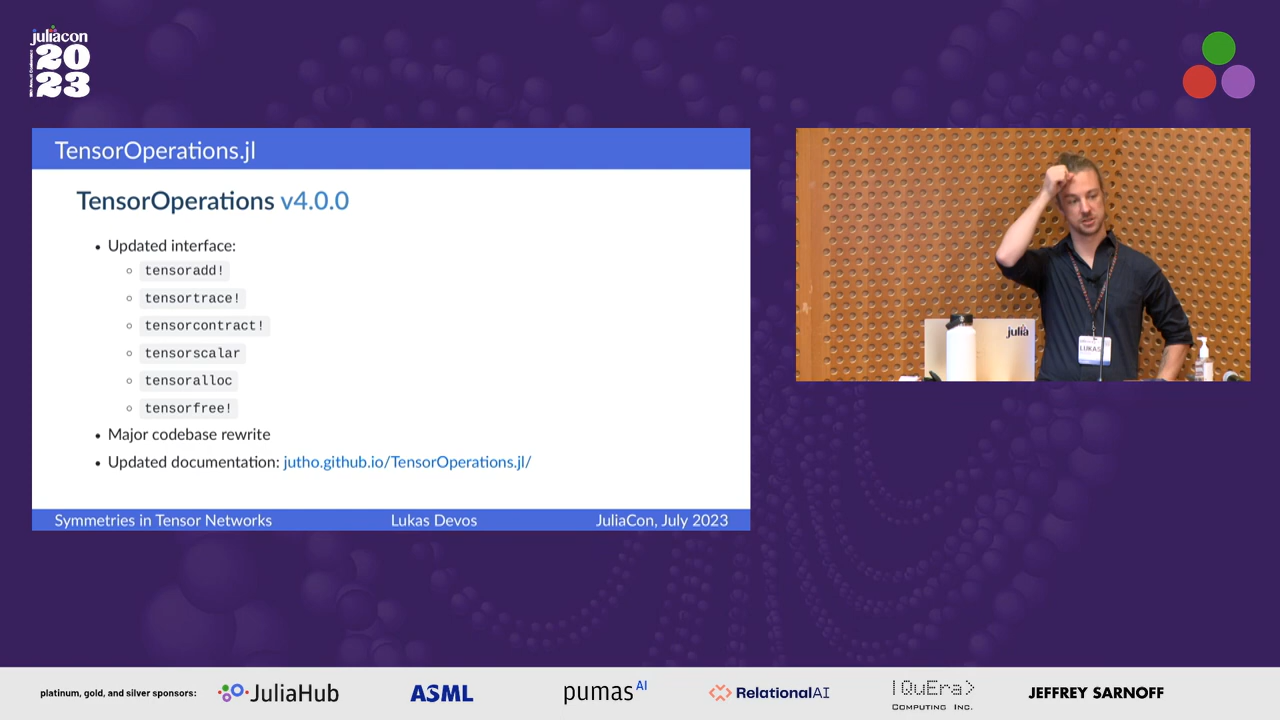 juliacon
20
23
TensorOperations.jl
TensorOperations v4.0.0
• Updated interface:
tensoradd!
tensortrace!
tensorcontract!
tensorscalar
tensoralloc
tensorfree!
• Major codebase rewrite
• Updated documentation: jutho.github.io/TensorOperations.jl/
Symmetries in Tensor Networks Lukas Devos JuliaCon, July 2023
julia
LUKAS
platinum, gold, and silver sponsors: JuliaHub ASML pumas AI RelationalAI |QuEra> JEFFREY SARNOFF
COMPUTING INC.